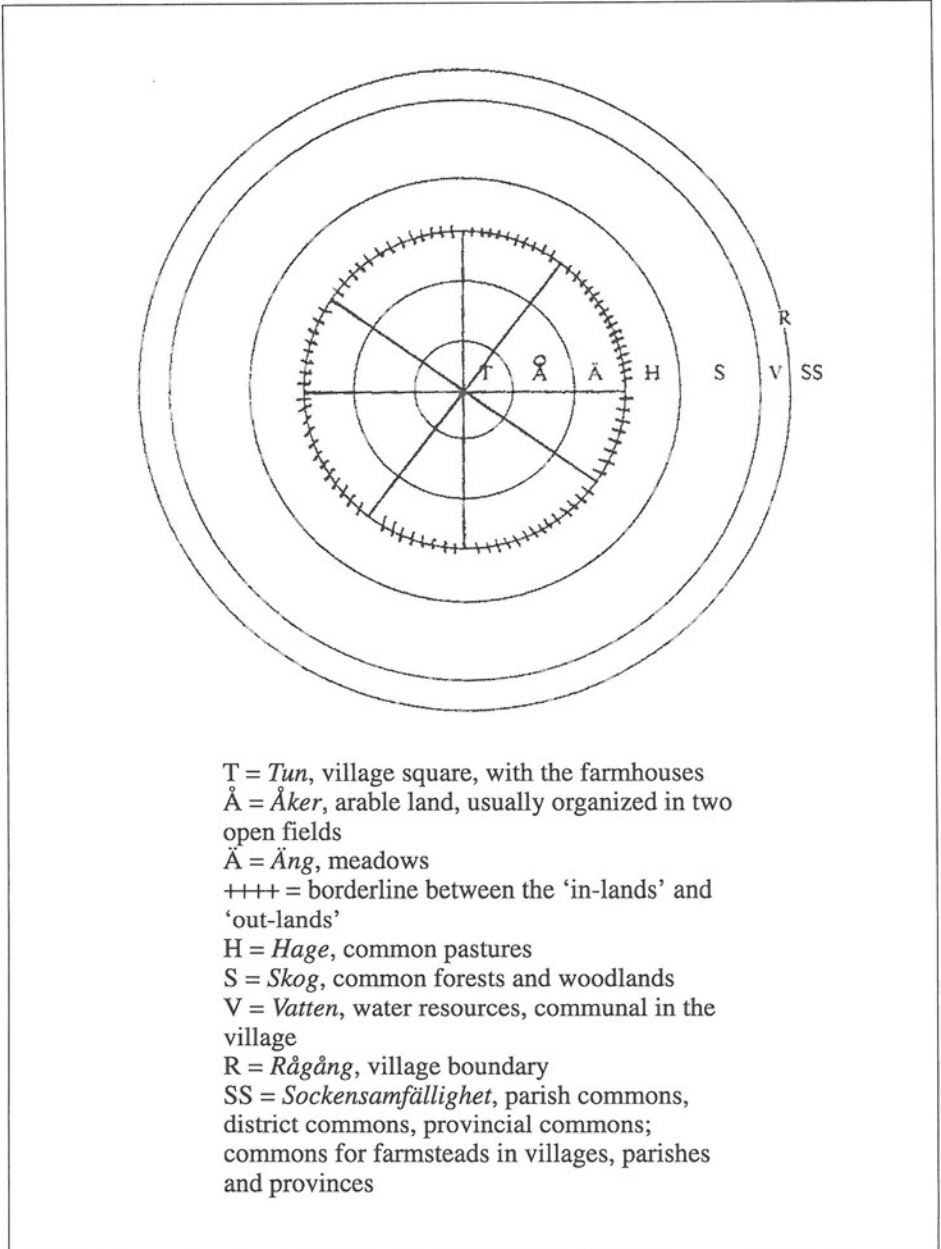 R
T Å Ä H S V SS
T = Tun, village square, with the farmhouses
Å = Åker, arable land, usually organized in two
open fields
Ä = Äng, meadows
++++ = borderline between the ‘in-lands’ and
‘out-lands’
H = Hage, common pastures
S = Skog, common forests and woodlands
V = Vatten, water resources, communal in the
village
R = Rågång, village boundary
SS = Sockensamfällighet, parish commons,
district commons, provincial commons;
commons for farmsteads in villages, parishes
and provinces